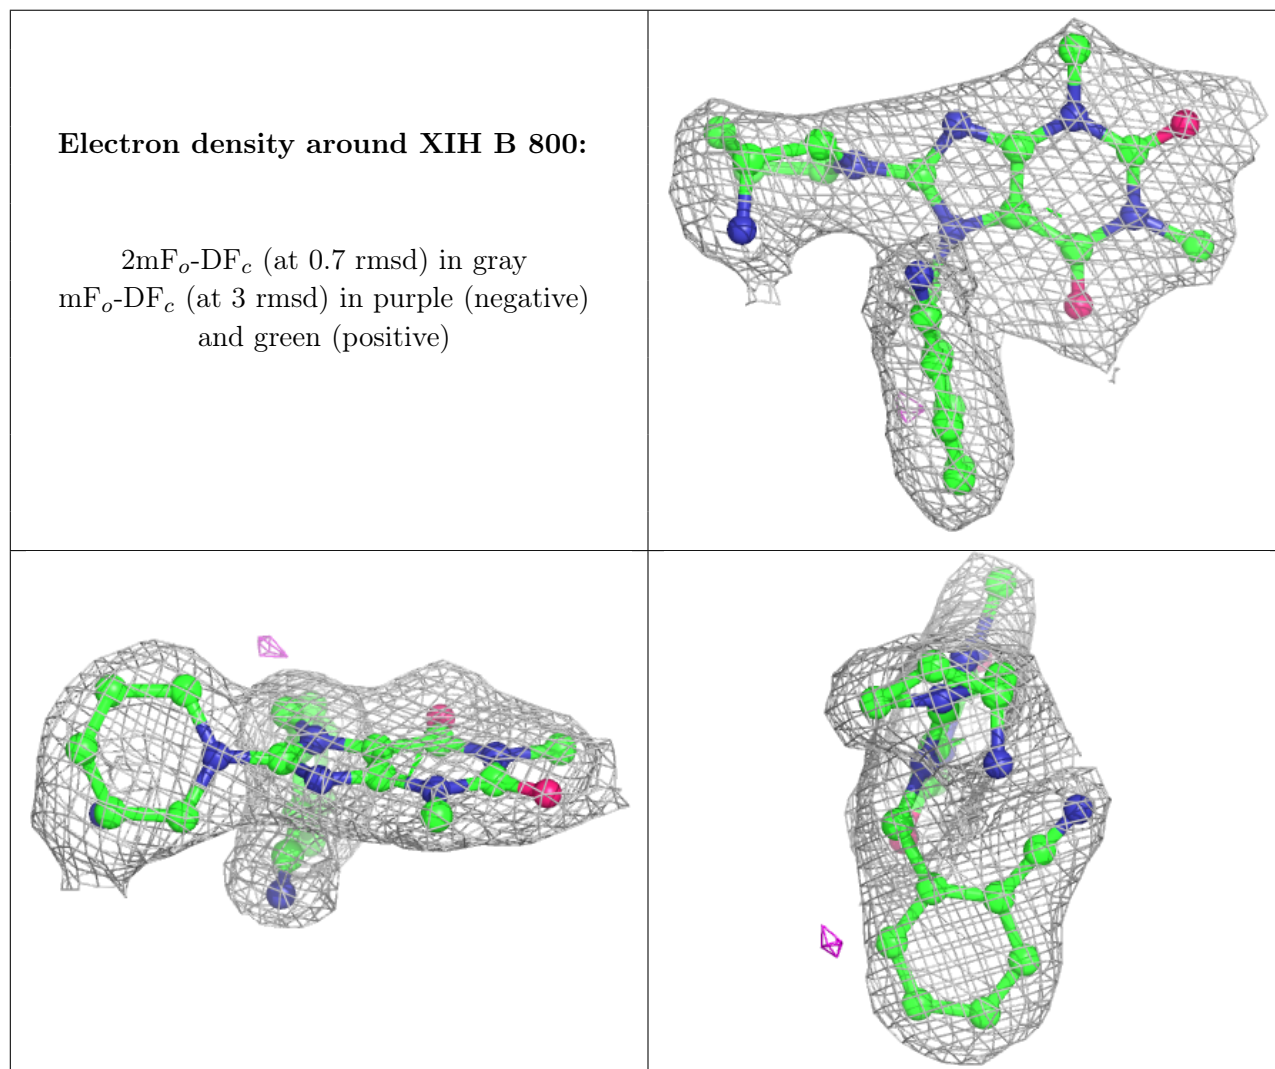 Electron density around XIH B 800:
2mFo-DFc (at 0.7 rmsd) in gray
mFo-DFc (at 3 rmsd) in purple (negative)
and green (positive)